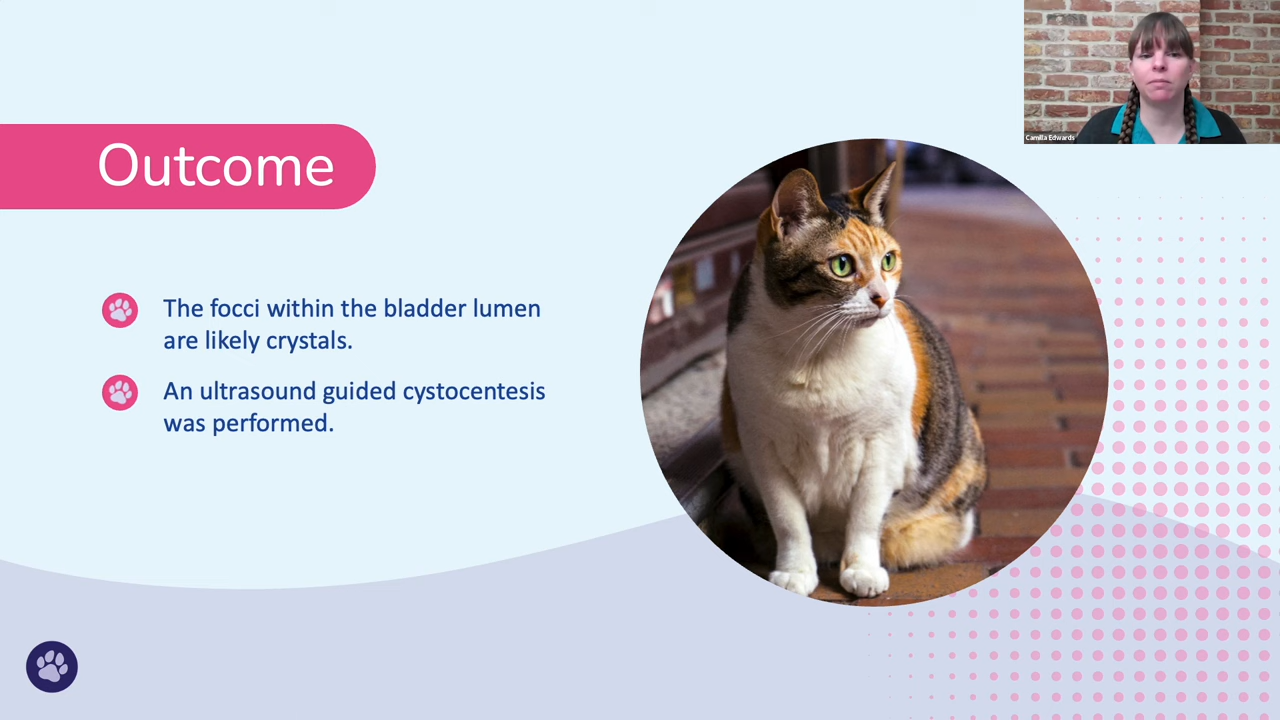 Camilla Edwards
Outcome
The focci within the bladder lumen
are likely crystals.
An ultrasound guided cystocentesis
was performed.